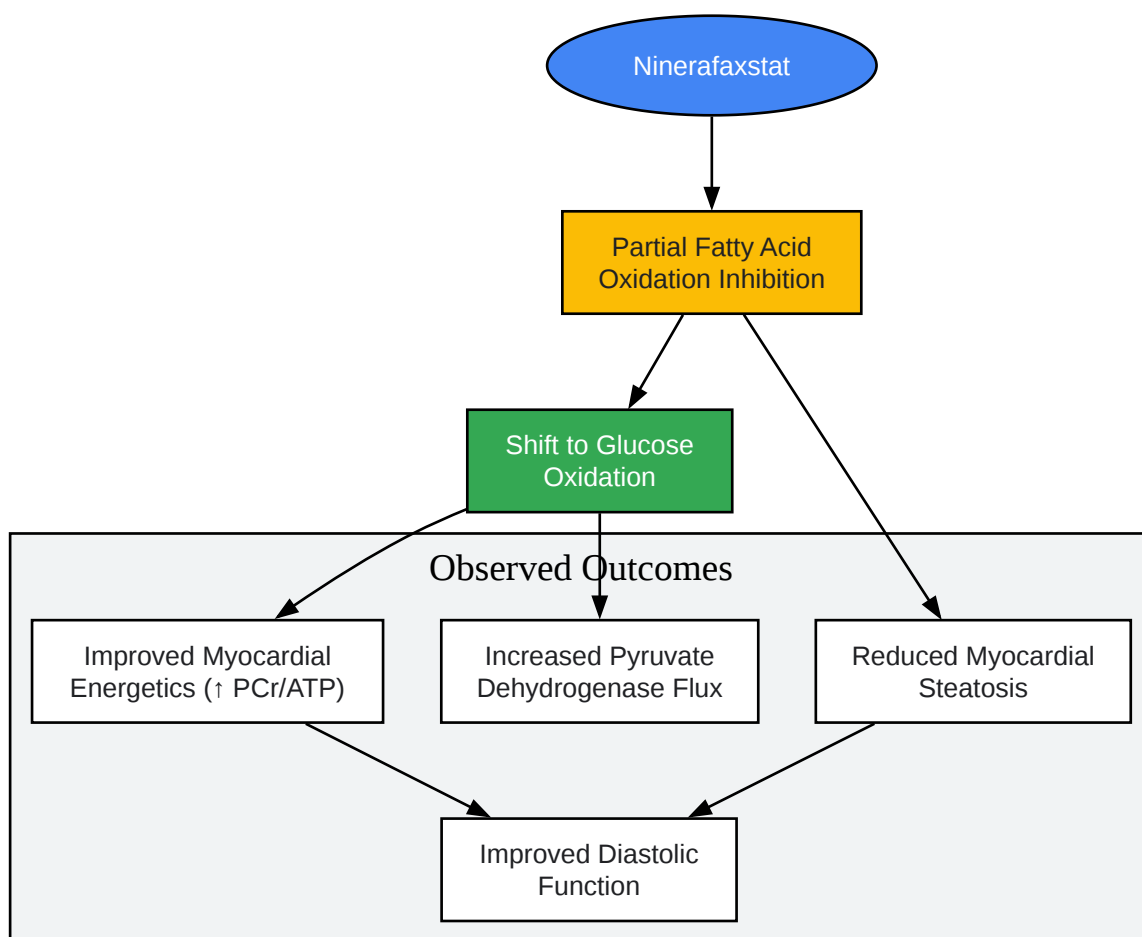 Ninerafaxstat
Partial Fatty Acid
Oxidation Inhibition
Shift to Glucose
Oxidation
Observed Outcomes
Improved Myocardial
Energetics (↑ PCr/ATP)
Increased Pyruvate
Dehydrogenase Flux
Reduced Myocardial
Steatosis
Improved Diastolic
Function